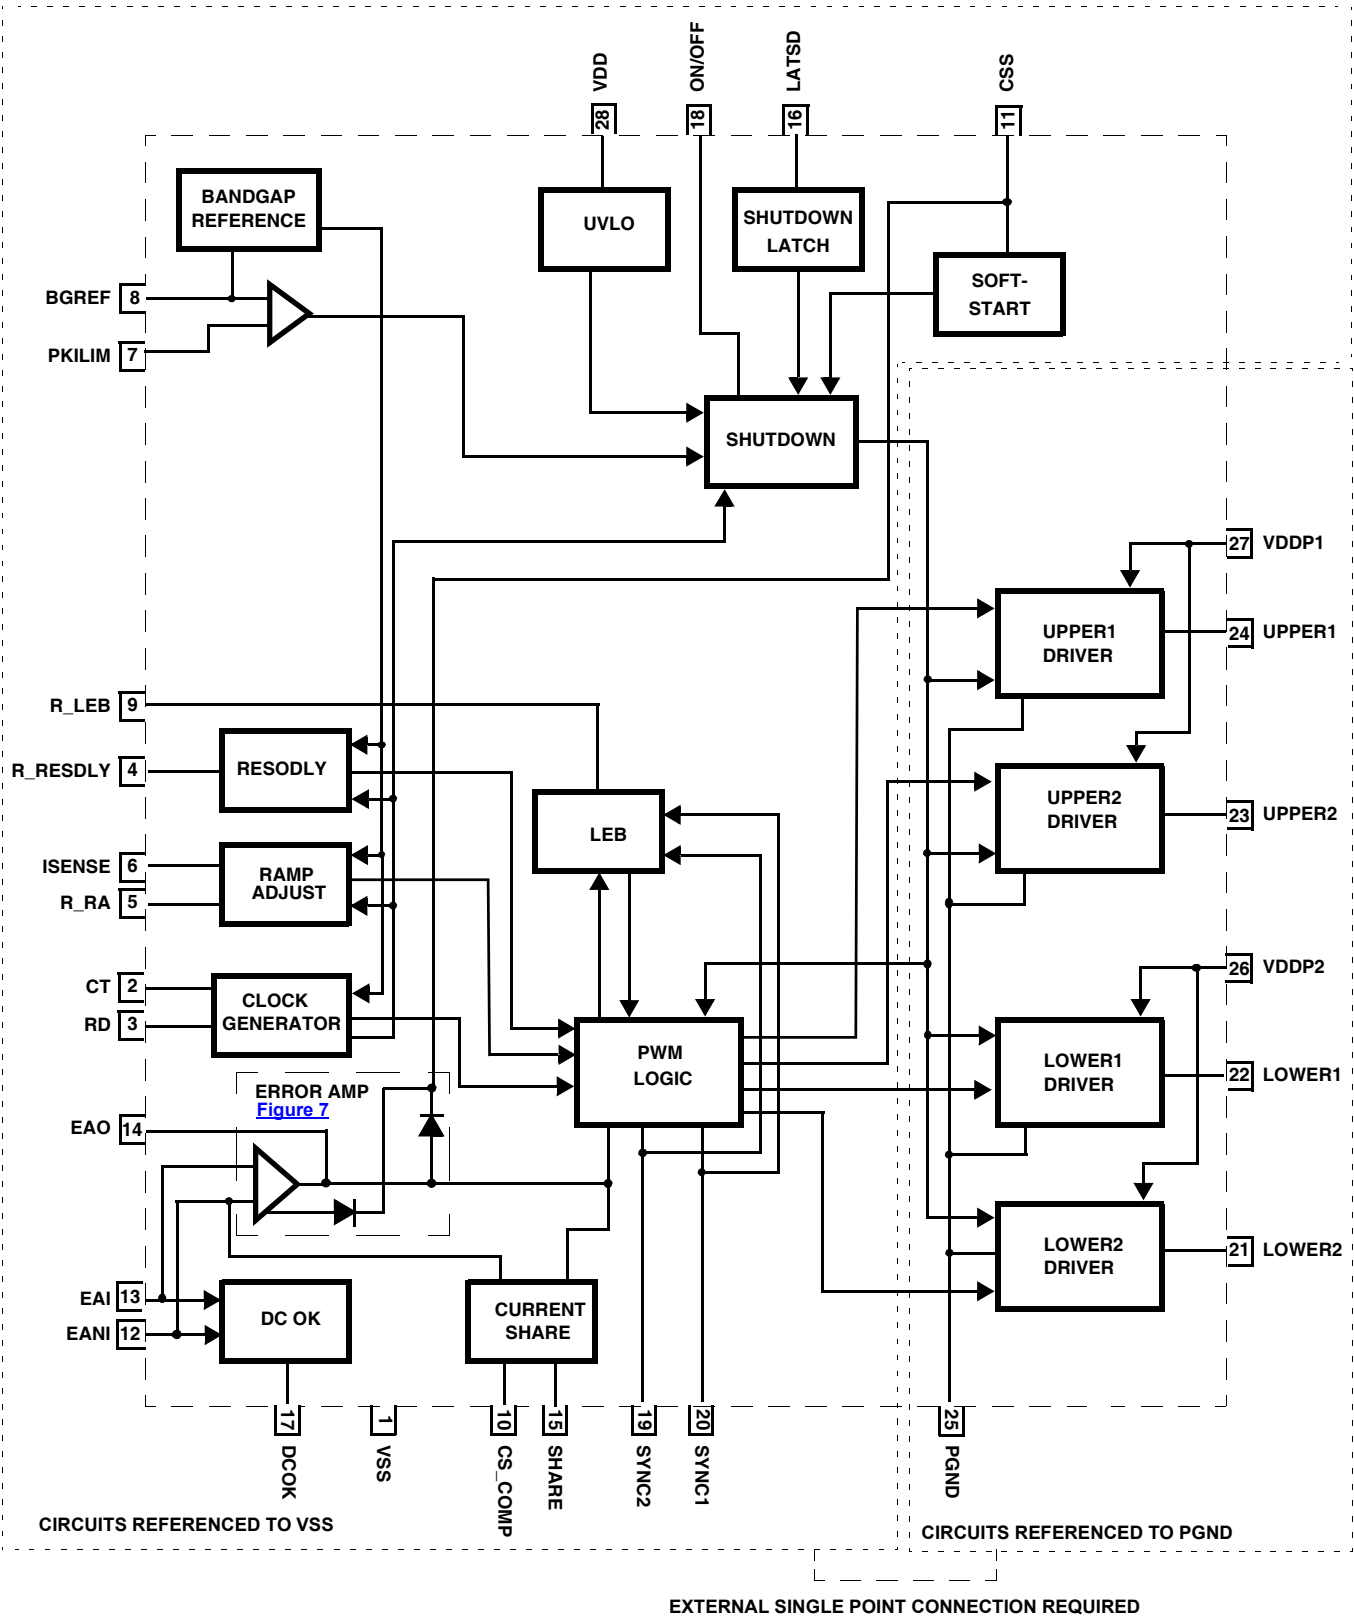 VDD
ON/OFF
LATSD
CSS
28
18
16
11
BANDGAP
REFERENCE
UVLO
SHUTDOWN
LATCH
SOFT-
START
BGREF 8
PKILIM 7
SHUTDOWN
27 VDDP1
UPPER1
DRIVER
24 UPPER1
R_LEB 9
R_RESDLY 4
RESODLY
UPPER2
DRIVER
23 UPPER2
LEB
ISENSE 6
R_RA 5
RAMP
ADJUST
26 VDDP2
CT 2
RD 3
CLOCK
GENERATOR
PWM
LOGIC
LOWER1
DRIVER
22 LOWER1
ERROR AMP
Figure 7
EAO 14
LOWER2
DRIVER
21 LOWER2
EAI 13
EANI 12
DC OK
CURRENT
SHARE
17
1
10
15
19
20
25
DCOK
VSS
CS_COMP
SHARE
SYNC2
SYNC1
PGND
CIRCUITS REFERENCED TO VSS
CIRCUITS REFERENCED TO PGND
EXTERNAL SINGLE POINT CONNECTION REQUIRED